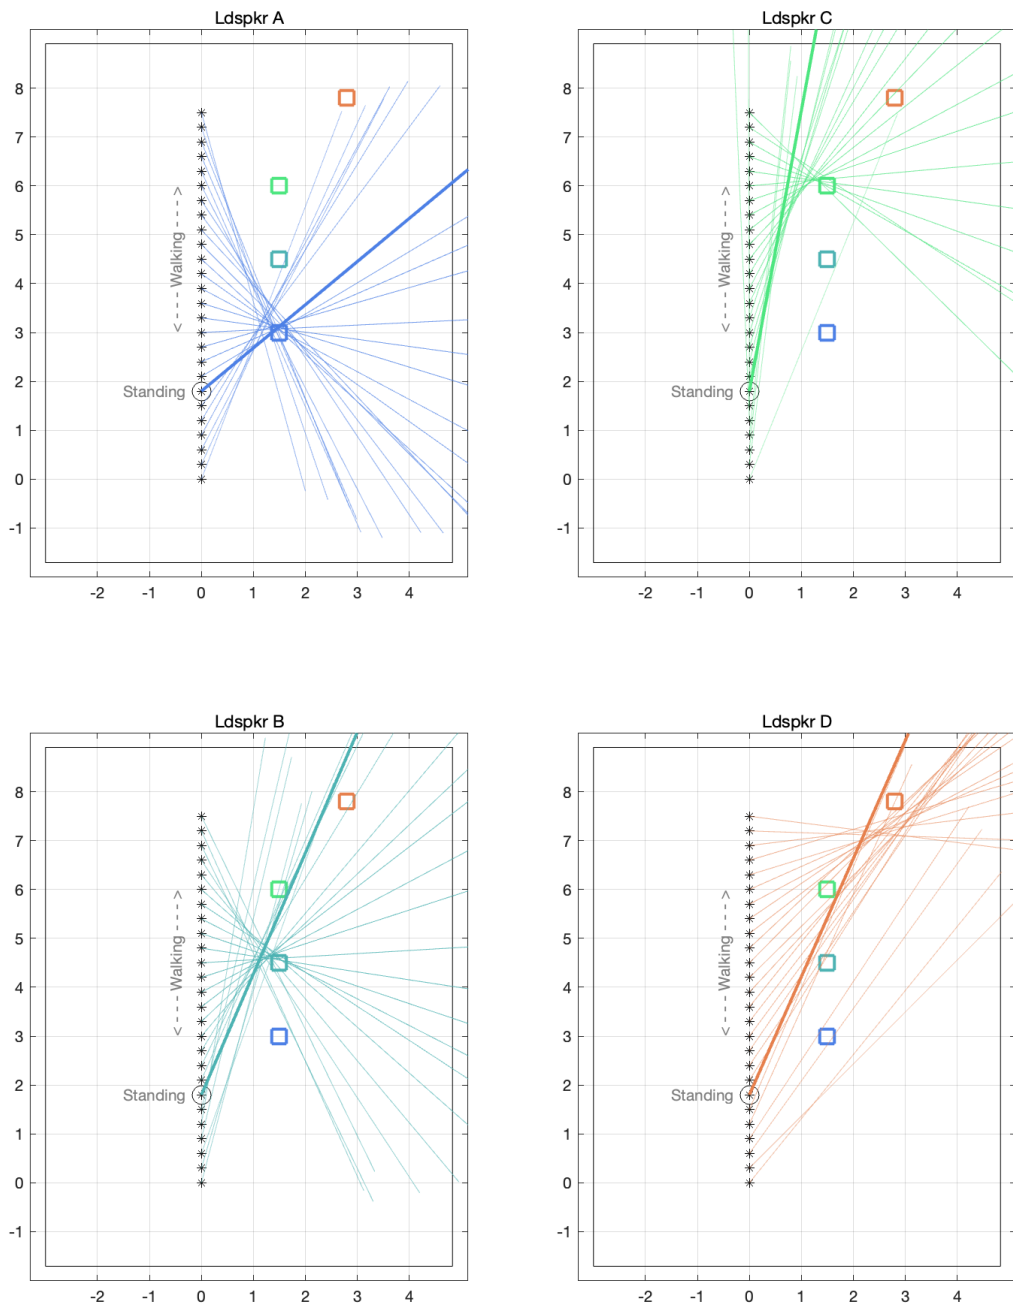 Ldspkr A
8
7
6
5
4
3
2
1
0
-1
<--- Walking --->
Standing
-2 -1 0 1 2 3 4
Ldspkr C
8
7
6
5
4
3
2
1
0
-1
<--- Walking --->
Standing
-2 -1 0 1 2 3 4
Ldspkr B
8
7
6
5
4
3
2
1
0
-1
<--- Walking --->
Standing
-2 -1 0 1 2 3 4
Ldspkr D
8
7
6
5
4
3
2
1
0
-1
<--- Walking --->
Standing
-2 -1 0 1 2 3 4